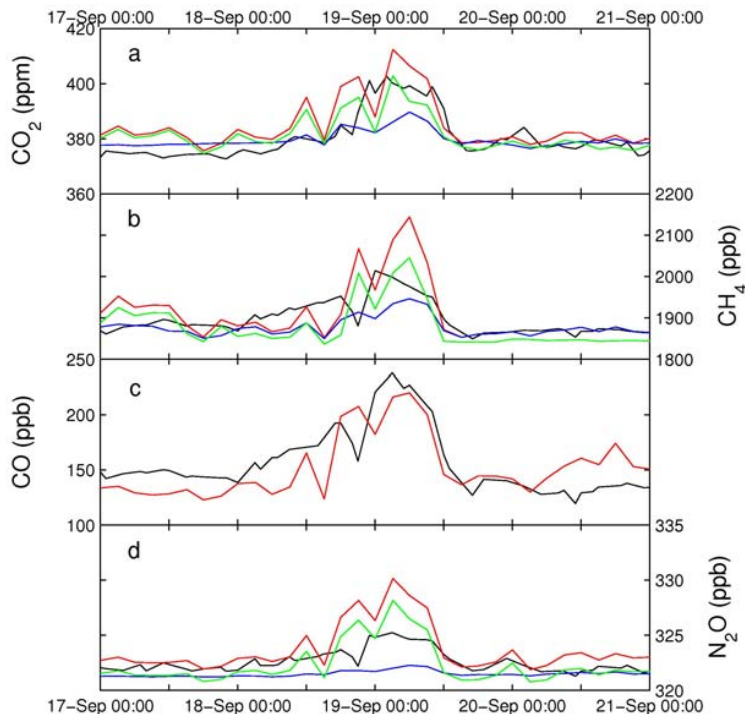 17-Sep 00:00 18-Sep 00:00 19-Sep 00:00 20-Sep 00:00 21-Sep 00:00
420
a
400
CO2 (ppm)
380
360
2200
b
2100
2000
CH4 (ppb)
1900
250
1800
c
200
CO (ppb)
150
100
335
d
330
N2O (ppb)
325
320
17-Sep 00:00 18-Sep 00:00 19-Sep 00:00 20-Sep 00:00 21-Sep 00:00